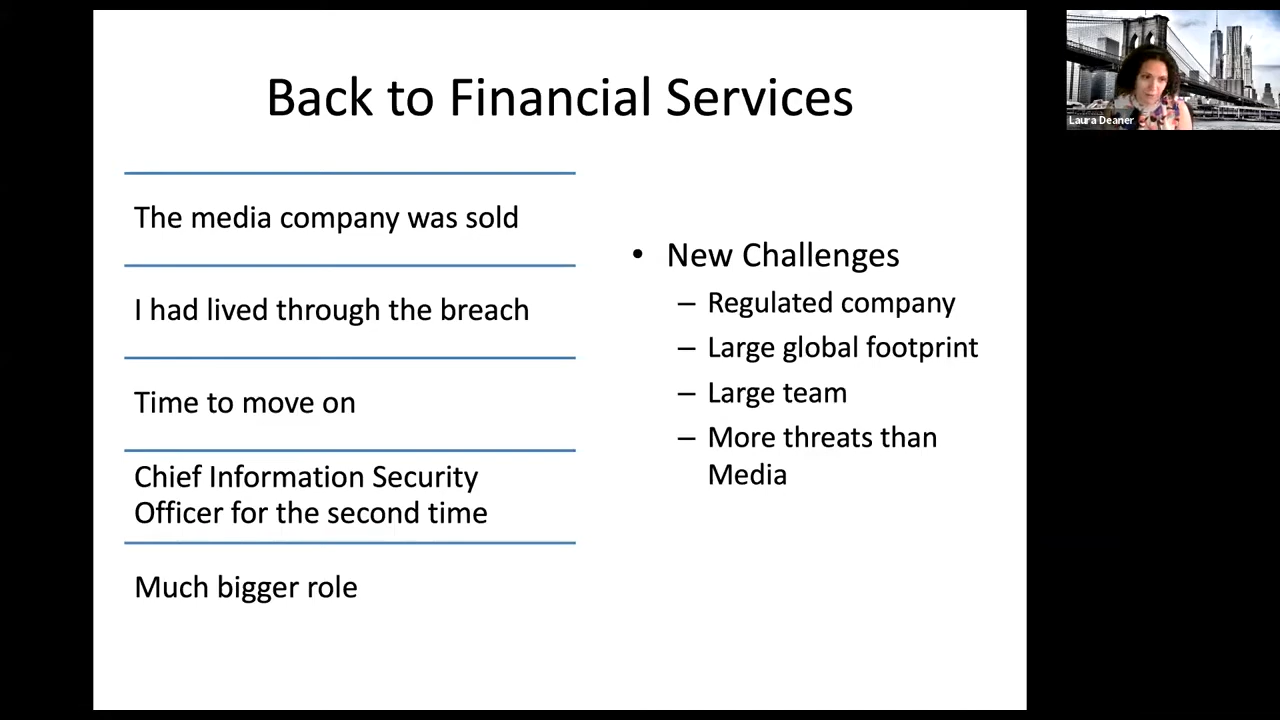 Back to Financial Services
The media company was sold
I had lived through the breach
Time to move on
Chief Information Security
Officer for the second time
Much bigger role
• New Challenges
– Regulated company
– Large global footprint
– Large team
– More threats than
Media
Laura Deaner